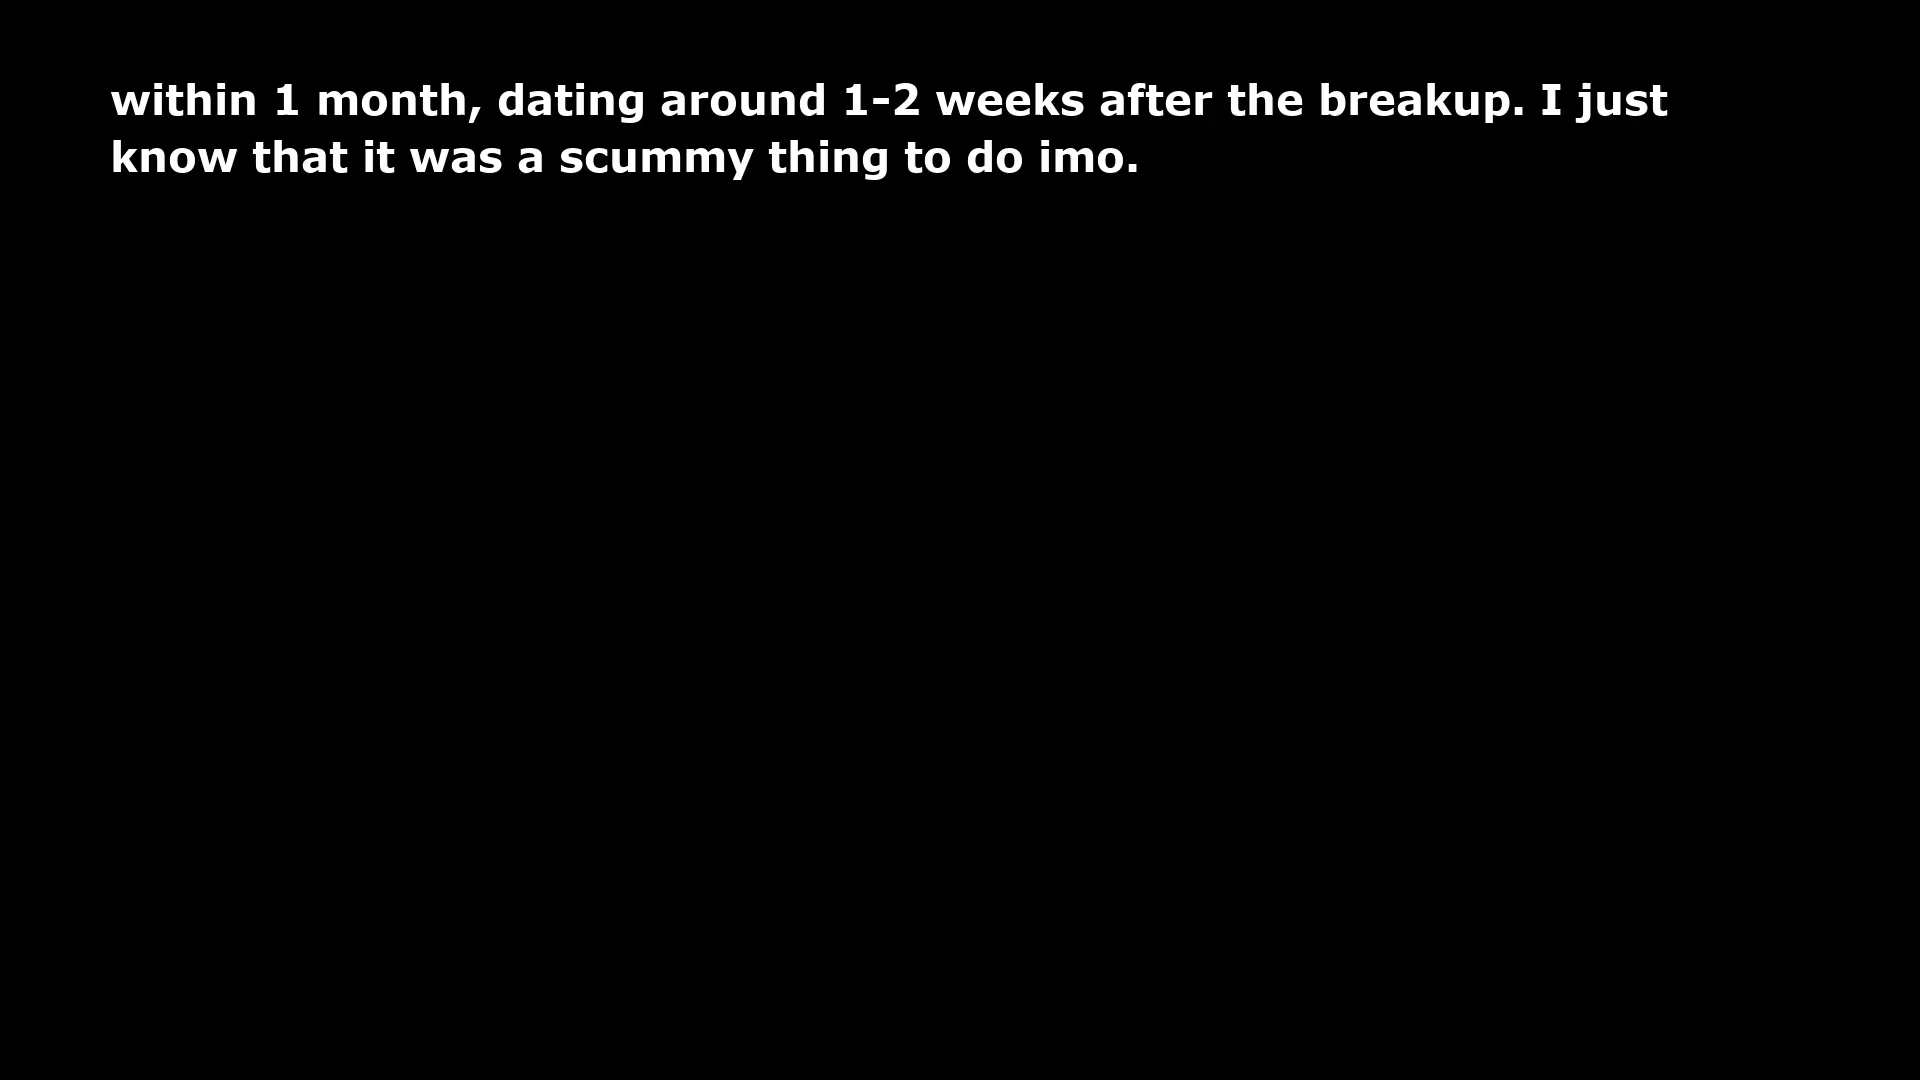 within 1 month, dating around 1-2 weeks after the breakup. I just
know that it was a scummy thing to do imo.